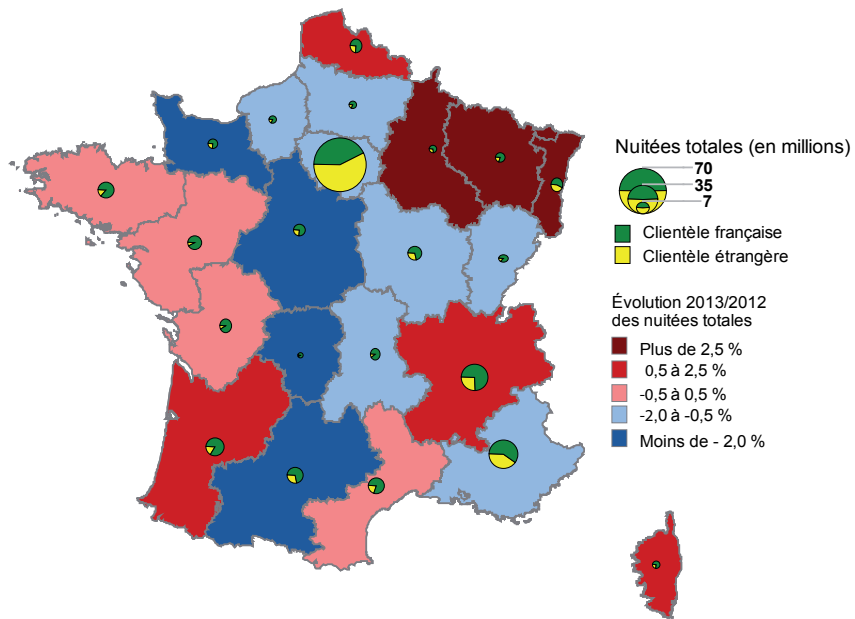 Nuitées totales (en millions)
70
35
7
Clientèle française
Clientèle étrangère
Évolution 2013/2012
des nuitées totales
Plus de 2,5 %
0,5 à 2,5 %
-0,5 à 0,5 %
-2,0 à -0,5 %
Moins de - 2,0 %